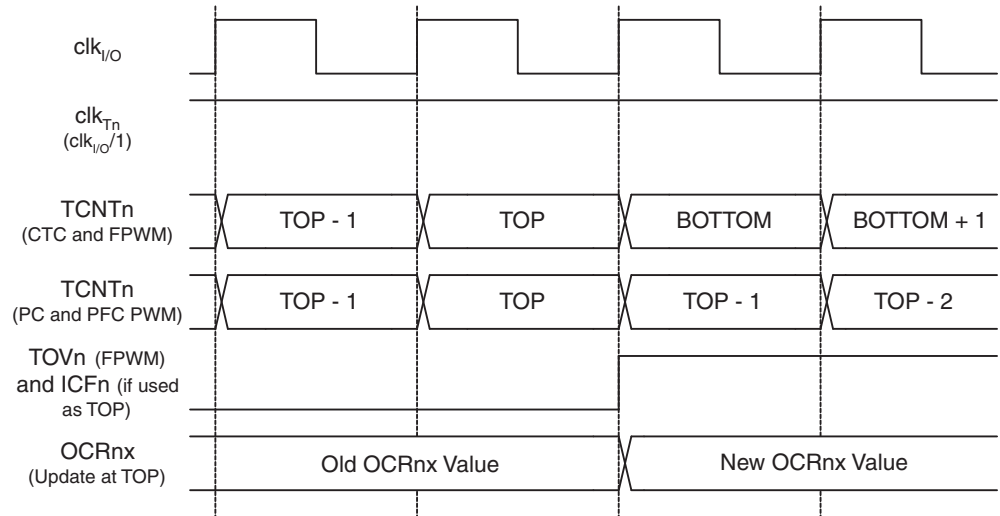 clkI/O
clkTn
(clkI/O/1)
TCNTn
(CTC and FPWM)
TOP - 1
TOP
BOTTOM
BOTTOM + 1
TCNTn
(PC and PFC PWM)
TOP - 1
TOP
TOP - 1
TOP - 2
TOVn (FPWM)
and ICFn (if used
as TOP)
OCRnx
(Update at TOP)
Old OCRnx Value
New OCRnx Value